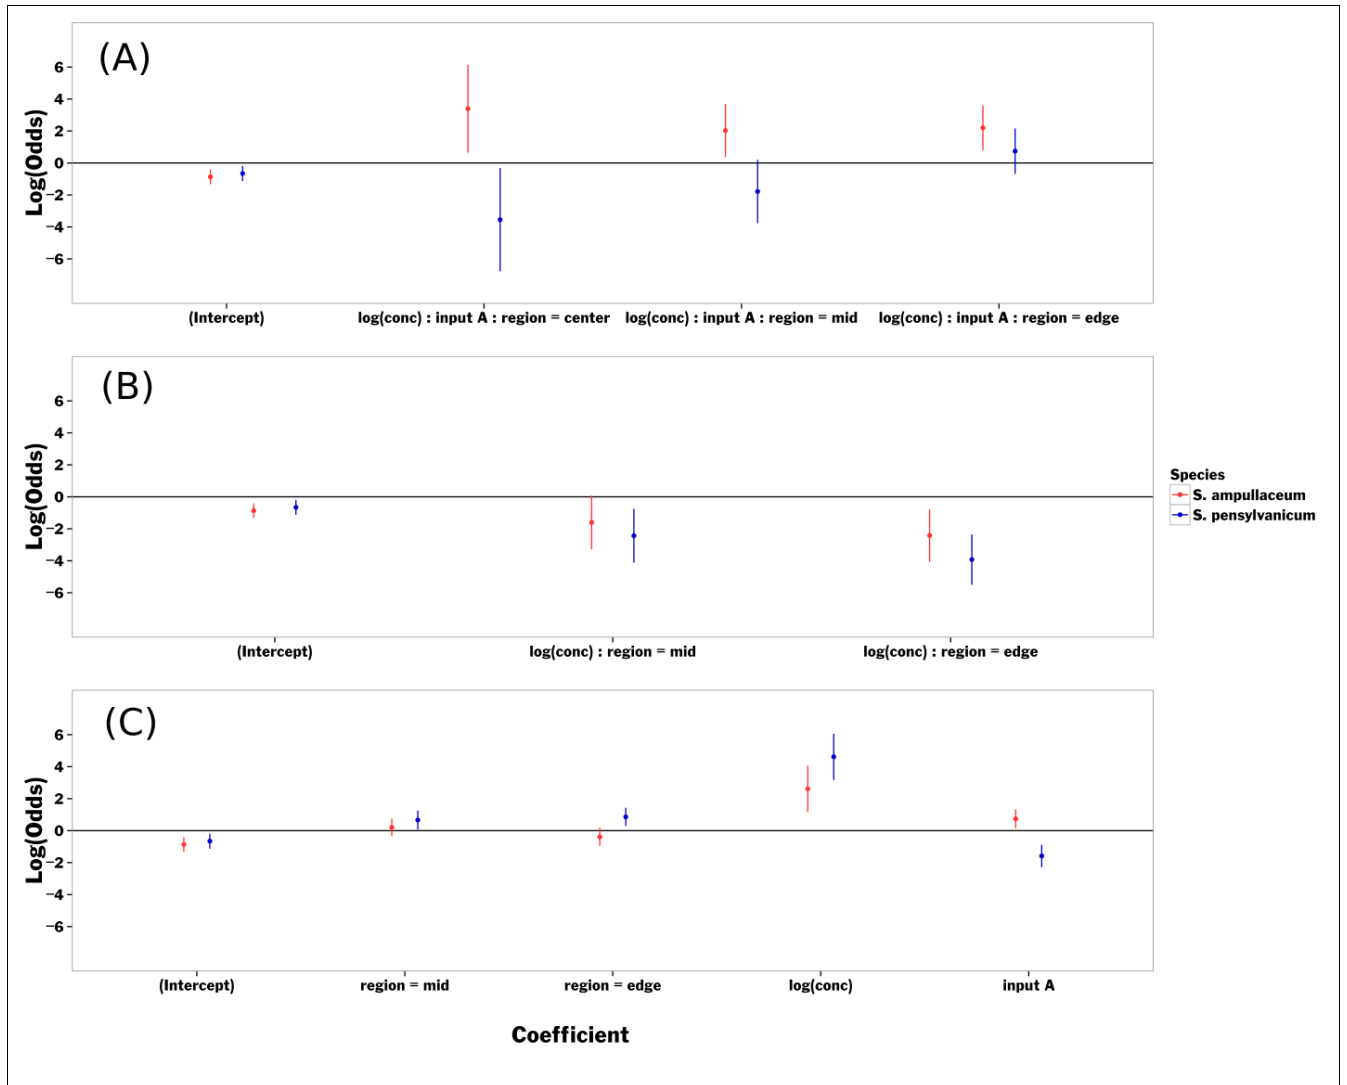 (A)
Log(Odds)
6
4
2
0
−2
−4
−6
(Intercept) log(conc) : input A : region = center log(conc) : input A : region = mid log(conc) : input A : region = edge
(B)
Log(Odds)
6
4
2
0
−2
−4
−6
(Intercept) log(conc) : region = mid log(conc) : region = edge
Species
S. ampullaceum
S. pensylvanicum
(C)
Log(Odds)
6
4
2
0
−2
−4
−6
(Intercept) region = mid region = edge log(conc) input A
Coefficient